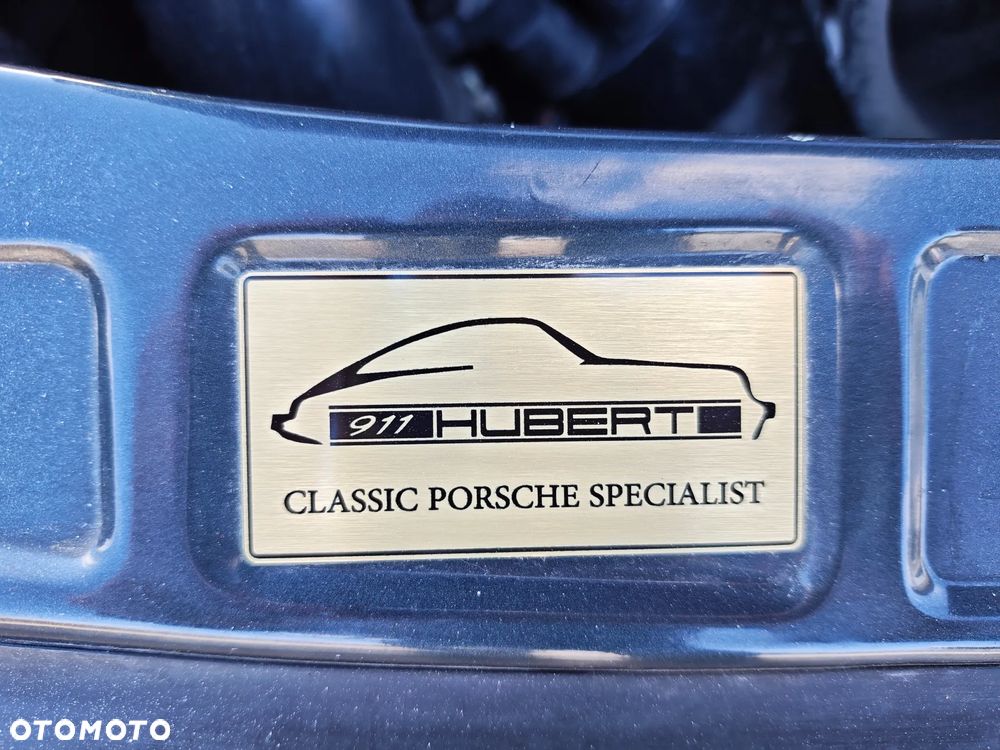 911 HUBERT
CLASSIC PORSCHE SPECIALIST
OTOMOTO